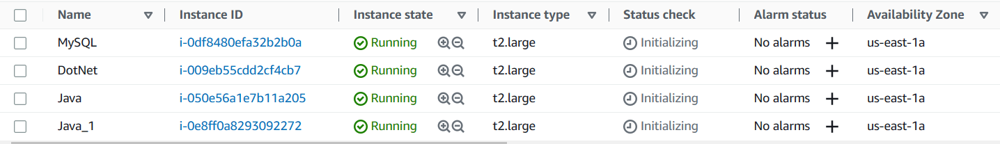 Name Instance ID Instance state Instance type Status check Alarm status Availability Zone
MySQL i-0df8480efa32b2b0a Running t2.large Initializing No alarms us-east-1a
DotNet i-009eb55cdd2cf4cb7 Running t2.large Initializing No alarms us-east-1a
Java i-050e56a1e7b11a205 Running t2.large Initializing No alarms us-east-1a
Java_1 i-0e8ff0a8293092272 Running t2.large Initializing No alarms us-east-1a